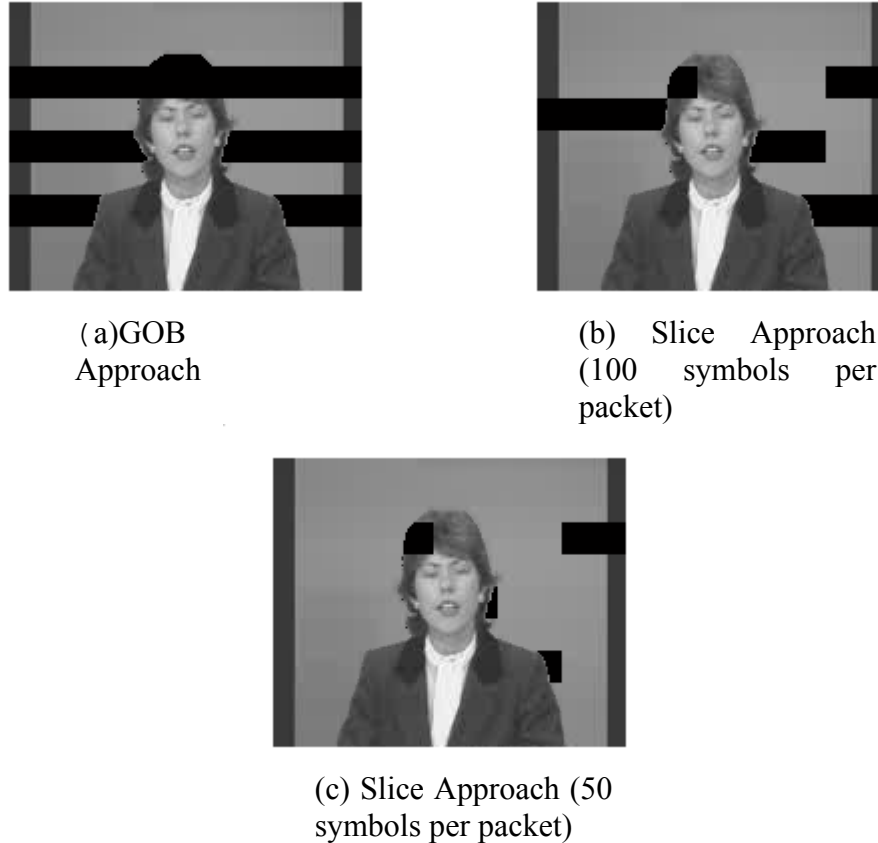 (a)GOB
Approach
(b) Slice Approach
(100 symbols per
packet)
(c) Slice Approach (50
symbols per packet)